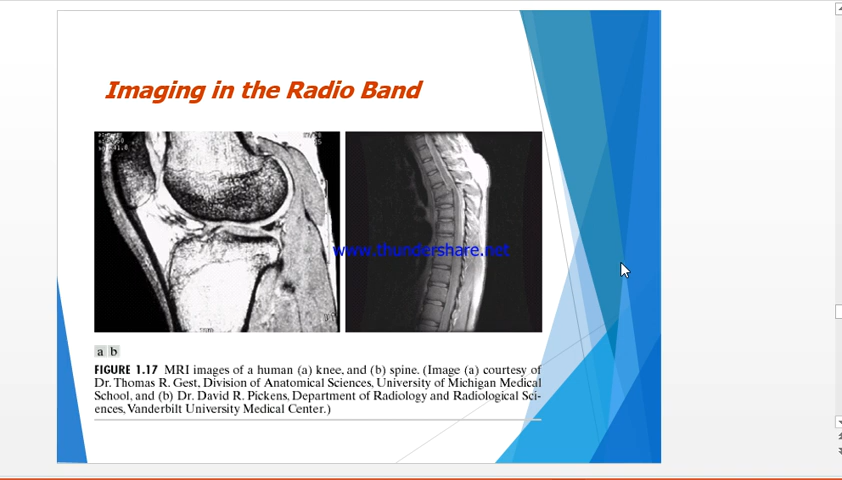 Imaging in the Radio Band
www.thundershare.net
a b
FIGURE 1.17 MRI images of a human (a) knee, and (b) spine. (Image (a) courtesy of
Dr. Thomas R. Gest, Division of Anatomical Sciences, University of Michigan Medical
School, and (b) Dr. David R. Pickens, Department of Radiology and Radiological Sci-
ences, Vanderbilt University Medical Center.)